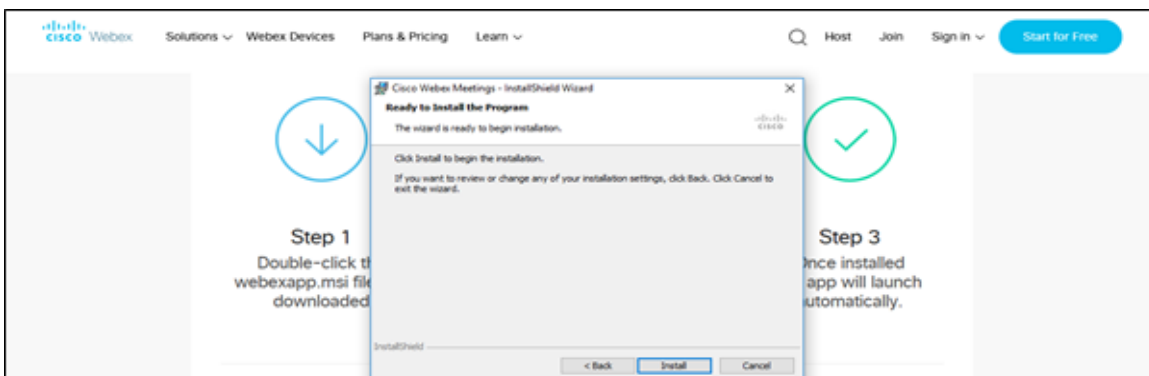 cisco Webex
Solutions Webex Devices Plans & Pricing Learn Host Join Sign in Start for Free
Cisco Webex Meetings - InstallShield Wizard
Ready to Install the Program
The wizard is ready to begin installation.
cisco
Click Install to begin the installation.
If you want to review or change any of your installation settings, click Back. Click Cancel to
exit the wizard.
InstallShield
< Back Install Cancel
Step 1
Double-click
webexapp.msi
downloaded
Step 3
installed
app will launch
automatically.